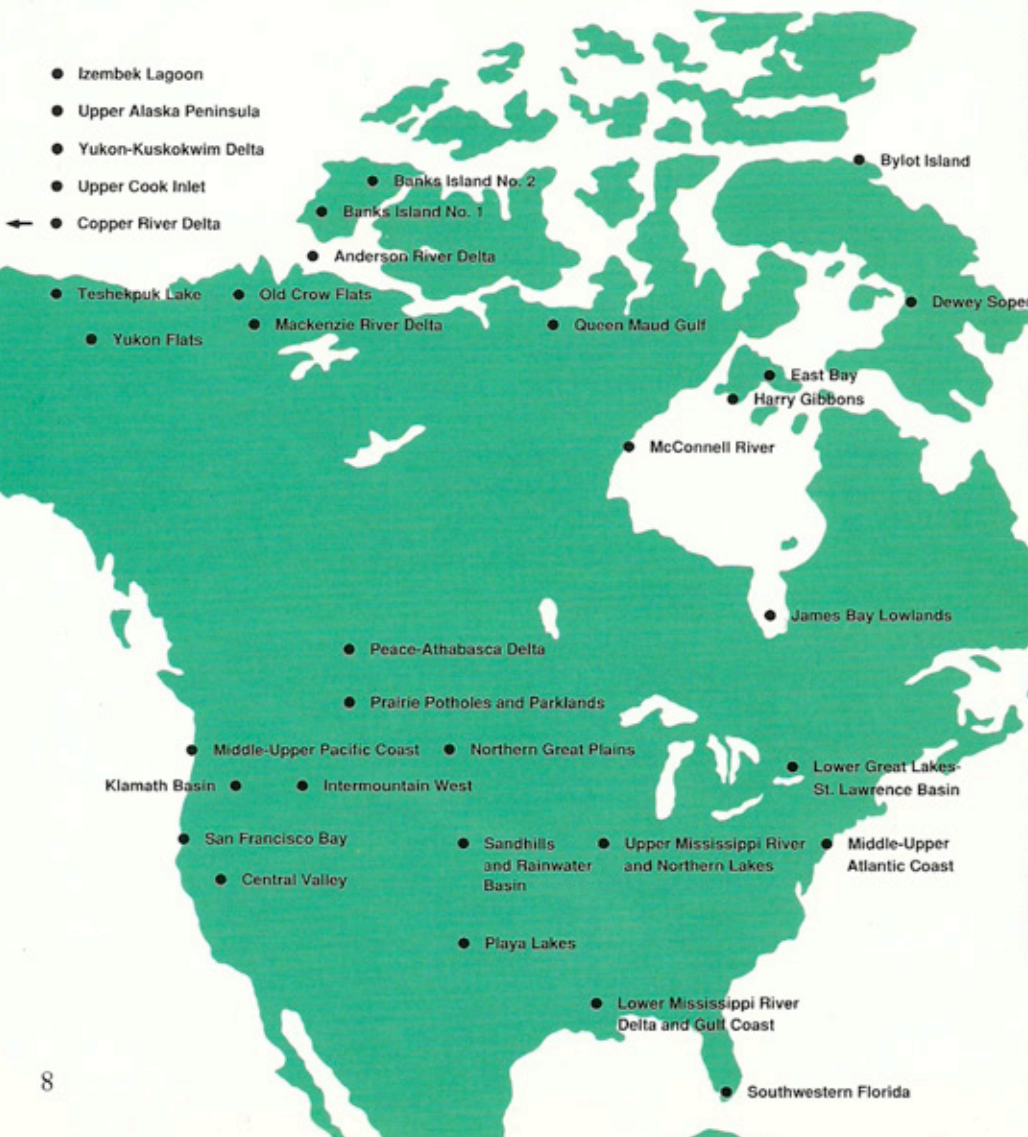 Izembek Lagoon
Upper Alaska Peninsula
Yukon-Kuskokwim Delta
Upper Cook Inlet
Copper River Delta
Bylot Island
Banks Island No. 2
Banks Island No. 1
Anderson River Delta
Teshekpuk Lake
Old Crow Flats
Dewey Soper
Mackenzie River Delta
Queen Maud Gulf
Yukon Flats
East Bay
Harry Gibbons
McConnell River
James Bay Lowlands
Peace-Athabasca Delta
Prairie Potholes and Parklands
Middle-Upper Pacific Coast
Northern Great Plains
Lower Great Lakes-
St. Lawrence Basin
Klamath Basin
Intermountain West
San Francisco Bay
Sandhills
and Rainwater
Basin
Upper Mississippi River
and Northern Lakes
Middle-Upper
Atlantic Coast
Central Valley
Playa Lakes
Lower Mississippi River
Delta and Gulf Coast
8
Southwestern Florida